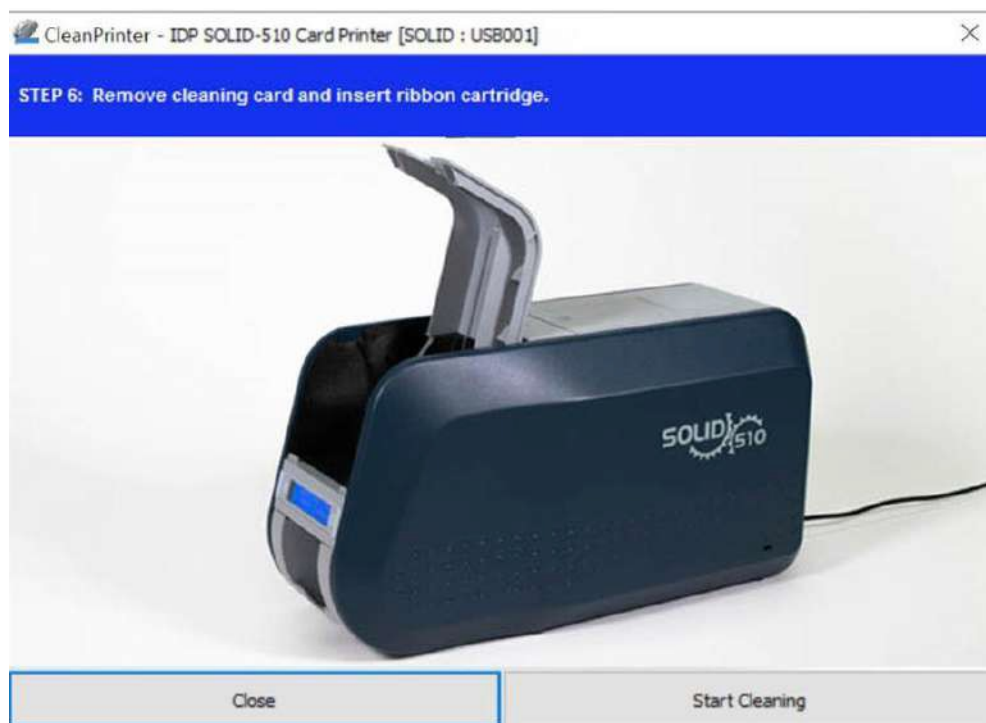 CleanPrinter - IDP SOLID-510 Card Printer [SOLID : USB001]
STEP 6: Remove cleaning card and insert ribbon cartridge.
SOLID 510
Close
Start Cleaning